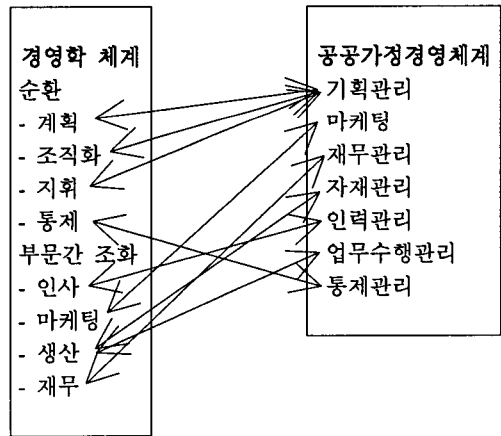 경영학 체계
순환
- 계획
- 조직화
- 지휘
- 통제
부문간 조화
- 인사
- 마케팅
- 생산
- 재무
공공가정경영체계
기획관리
마케팅
재무관리
자재관리
인력관리
업무수행관리
통제관리